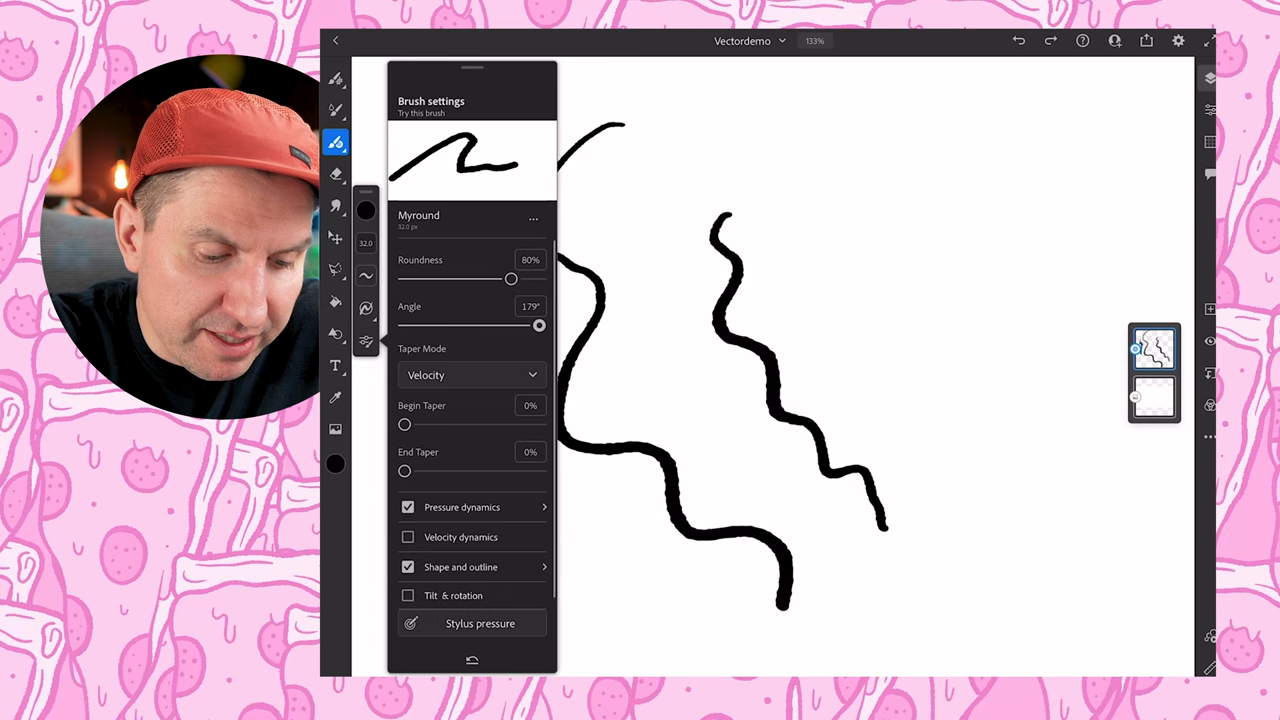 Vectordemo 133%
Brush settings
Try this brush
Myround
32.0 px
32.0
Roundness 80%
Angle 179°
Taper Mode
Velocity
Begin Taper 0%
End Taper 0%
Pressure dynamics
Velocity dynamics
Shape and outline
Tilt & rotation
Stylus pressure